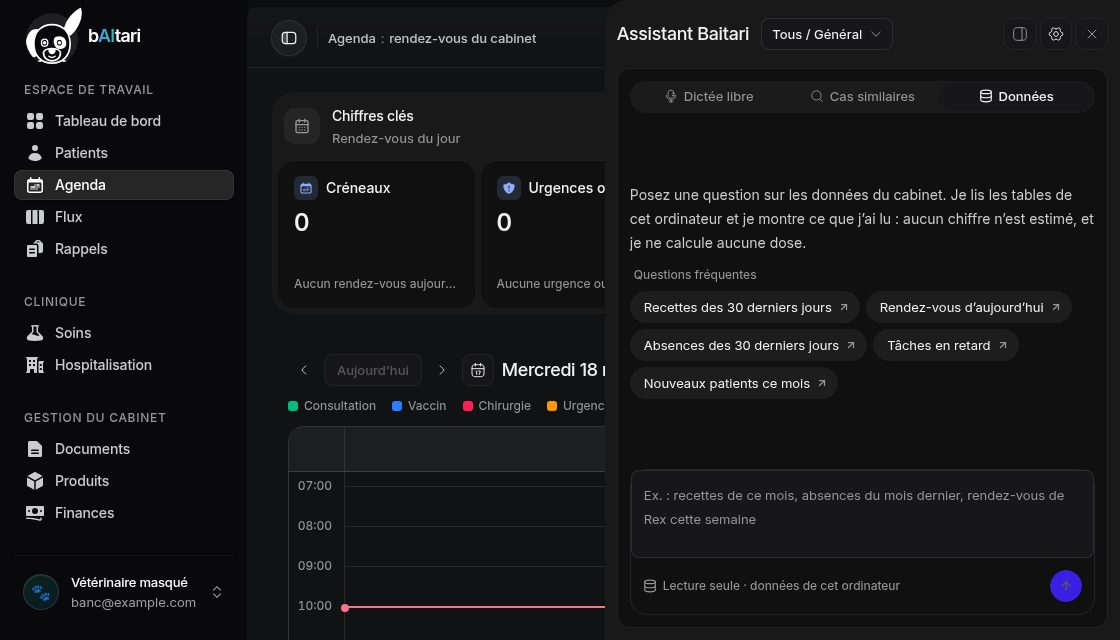 bAItari
ESPACE DE TRAVAIL
Tableau de bord
Patients
Agenda
Flux
Rappels
CLINIQUE
Soins
Hospitalisation
GESTION DU CABINET
Documents
Produits
Finances
Vétérinaire masqué
banc@example.com
Agenda : rendez-vous du cabinet
Chiffres clés
Rendez-vous du jour
Créneaux
0
Aucun rendez-vous aujour...
Urgences o
0
Aucune urgence ou
Aujourd'hui
17
Mercredi 18
Consultation
Vaccin
Chirurgie
Urgenc
07:00
08:00
09:00
10:00
Assistant Baitari
Tous / Général
Dictée libre
Cas similaires
Données
Posez une question sur les données du cabinet. Je lis les tables de
cet ordinateur et je montre ce que j’ai lu : aucun chiffre n’est estimé, et
je ne calcule aucune dose.
Questions fréquentes
Recettes des 30 derniers jours
Rendez-vous d’aujourd’hui
Absences des 30 derniers jours
Tâches en retard
Nouveaux patients ce mois
Ex. : recettes de ce mois, absences du mois dernier, rendez-vous de
Rex cette semaine
Lecture seule · données de cet ordinateur